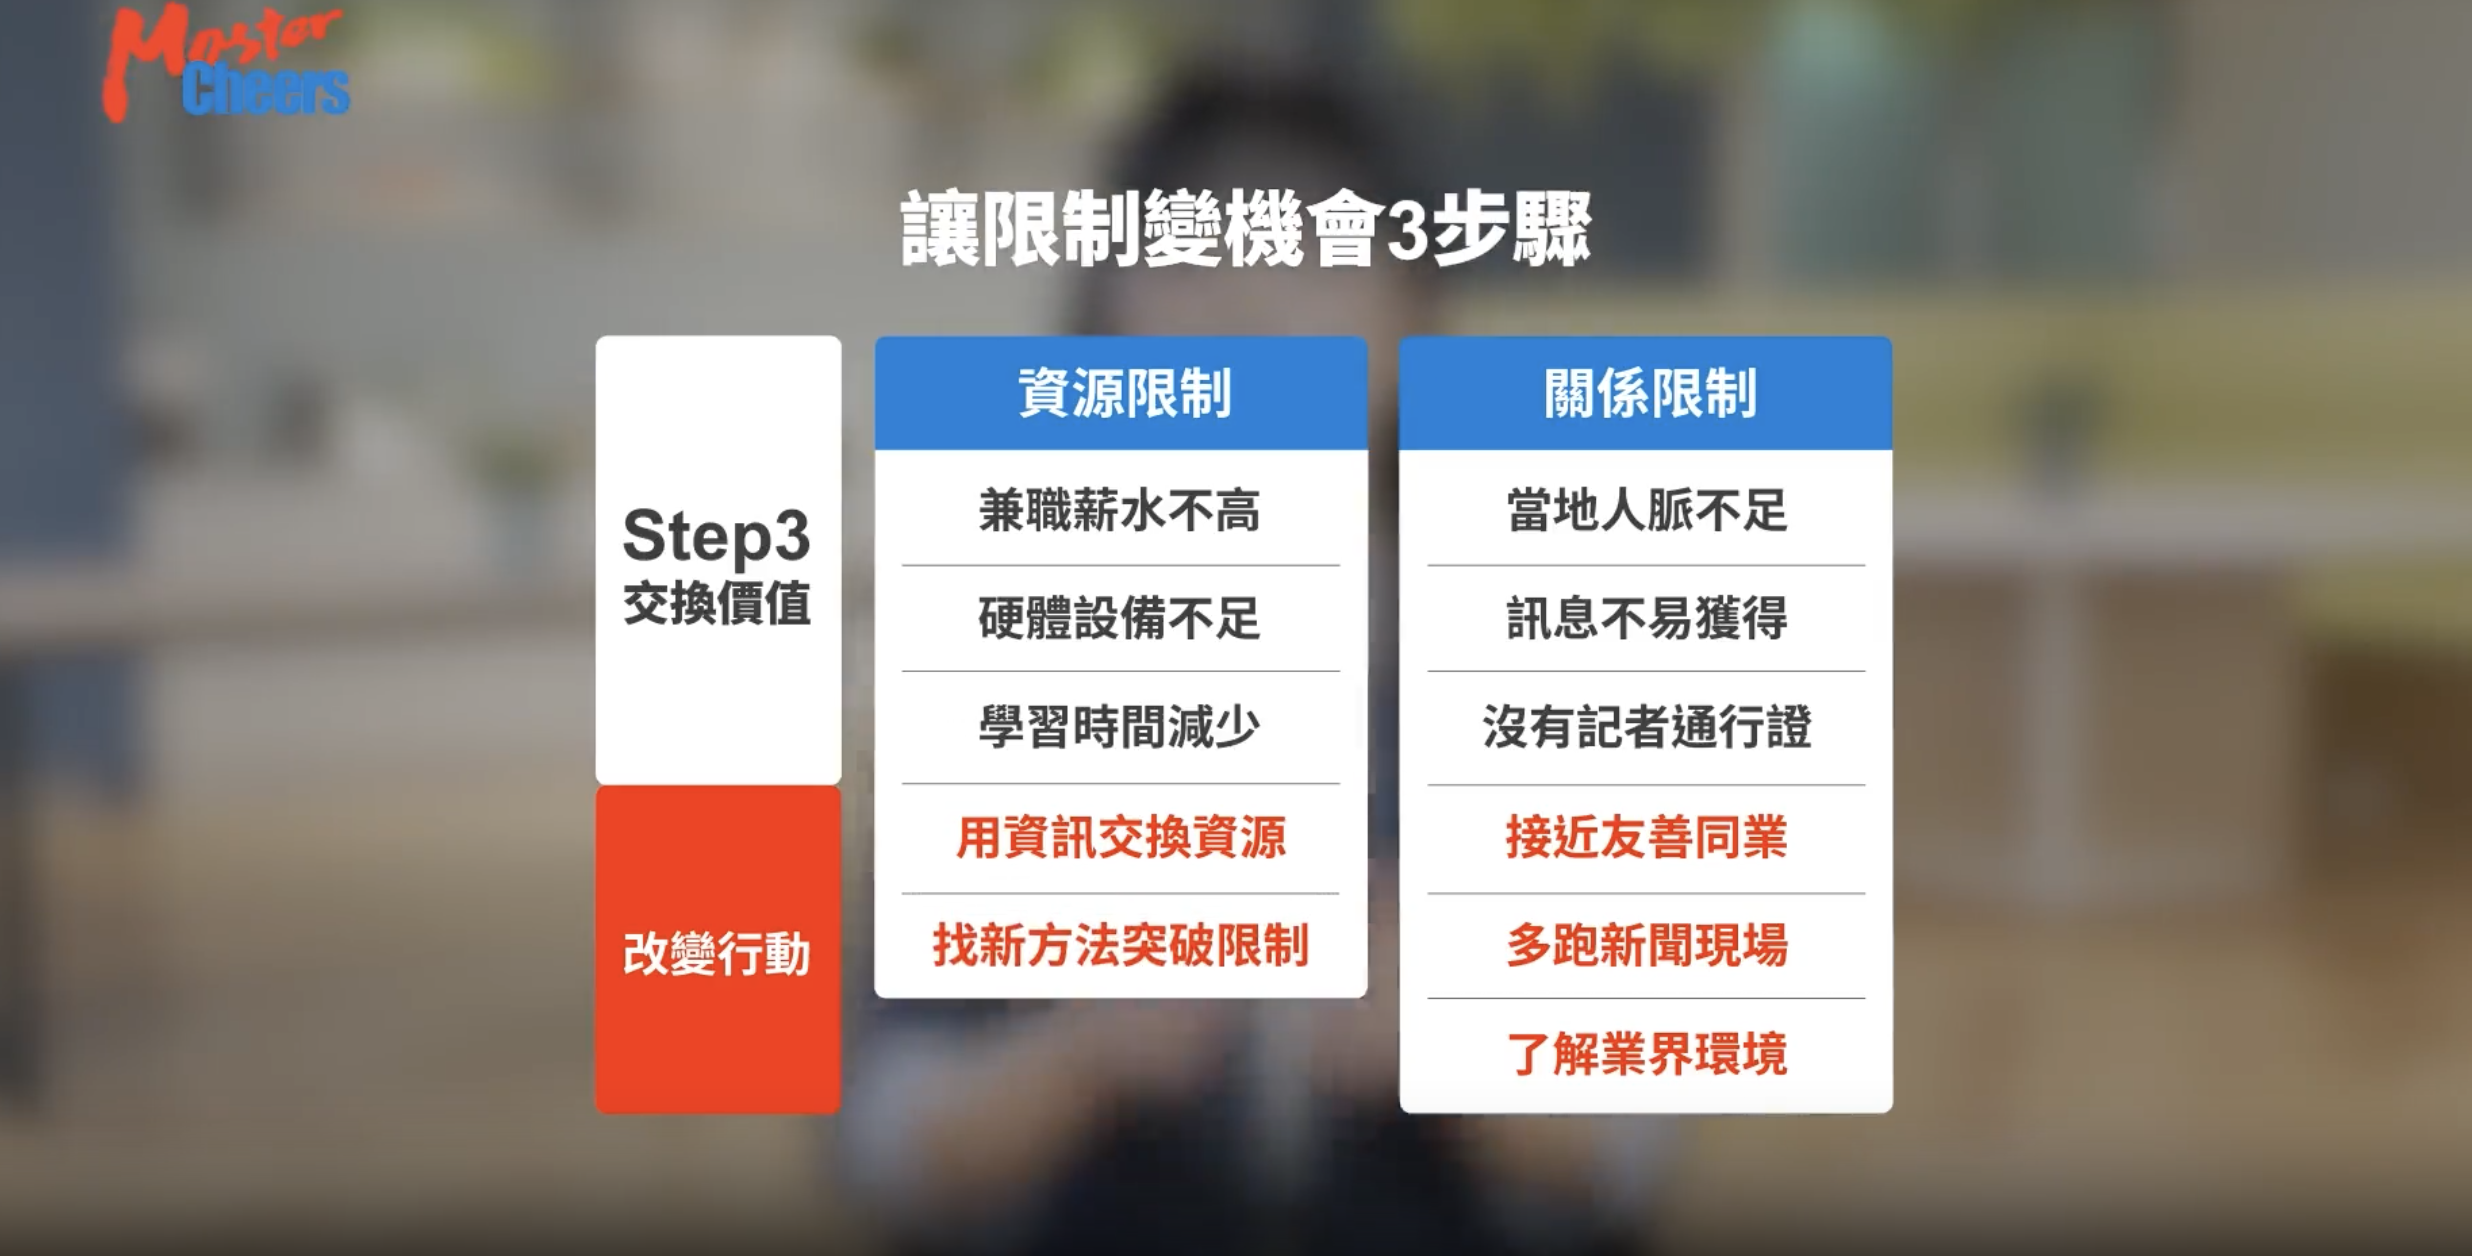 Master
Cheers
讓限制變機會3步驟
Step3
交換價值
改變行動
資源限制
兼職薪水不高
硬體設備不足
學習時間減少
用資訊交換資源
找新方法突破限制
關係限制
當地人脈不足
訊息不易獲得
沒有記者通行證
接近友善同業
多跑新聞現場
了解業界環境